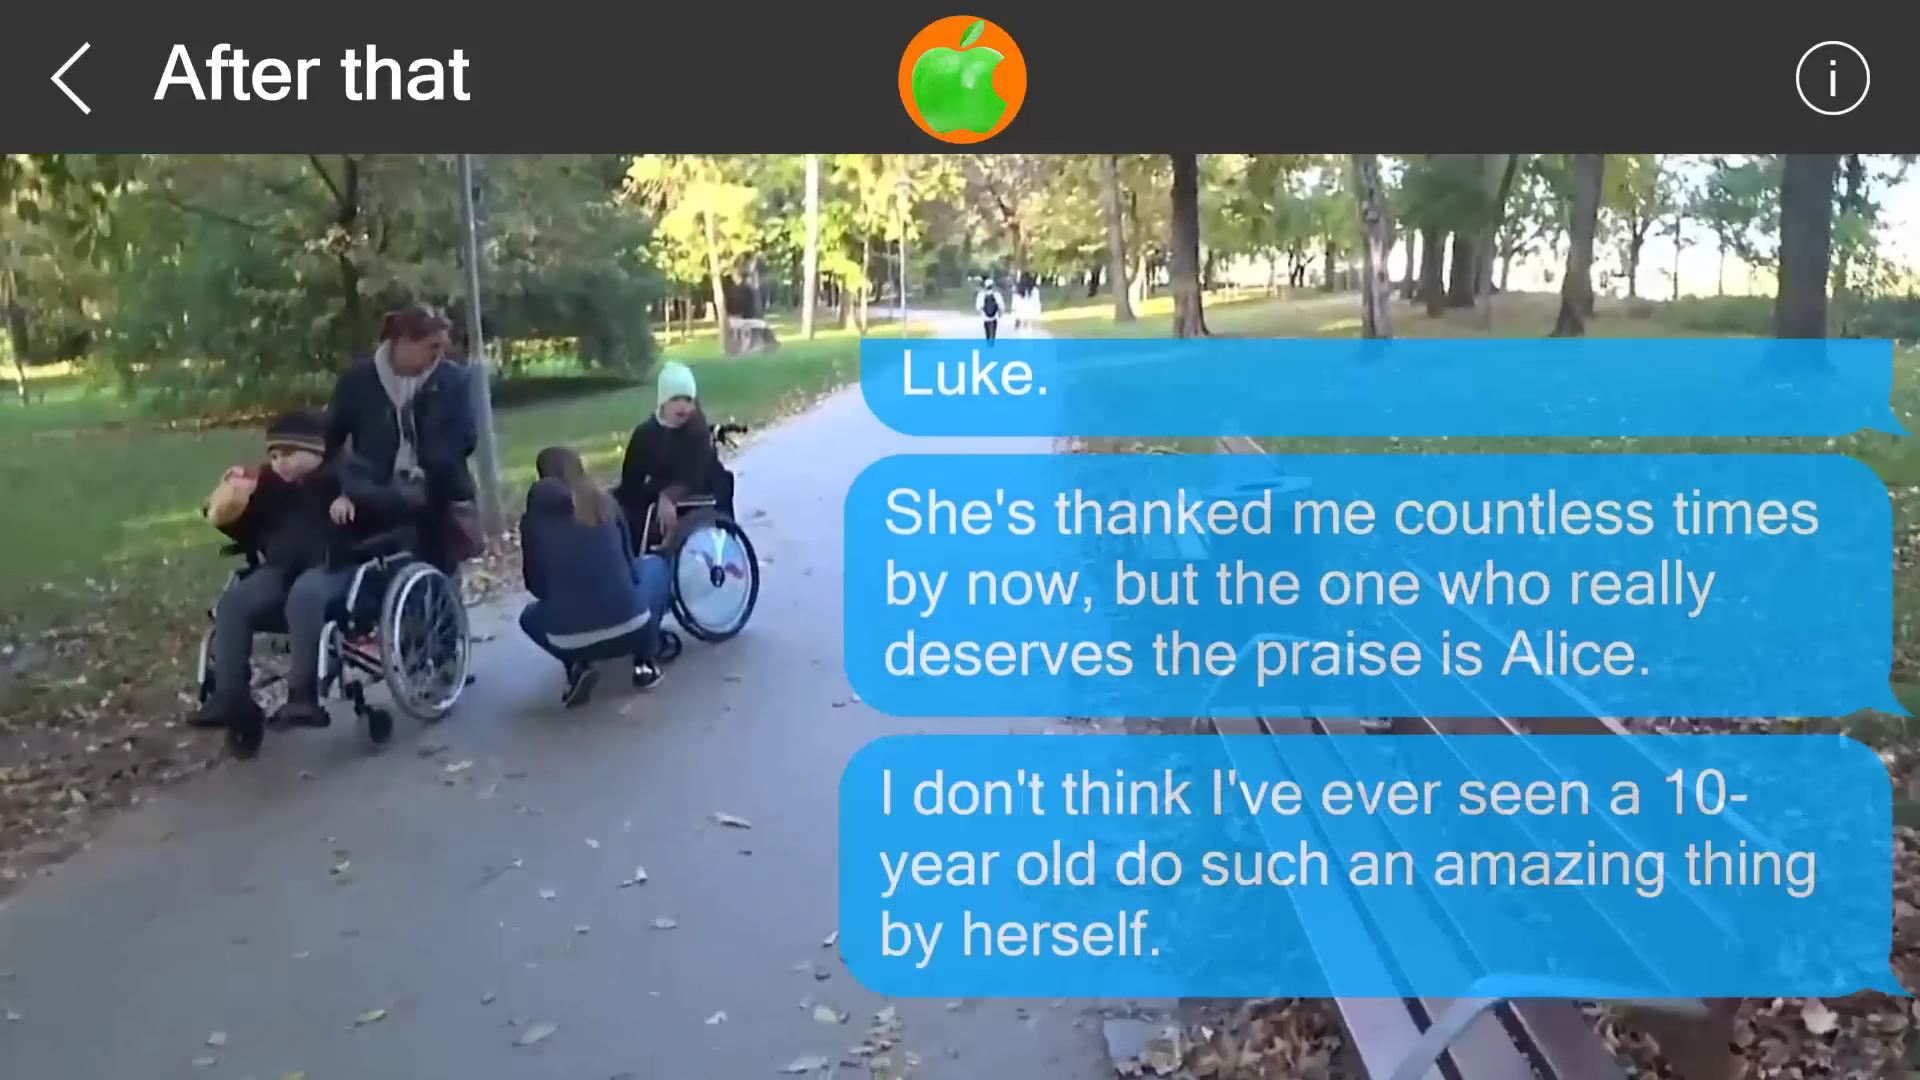 After that
i
Luke.
She's thanked me countless times
by now, but the one who really
deserves the praise is Alice.
I don't think I've ever seen a 10-
year old do such an amazing thing
by herself.